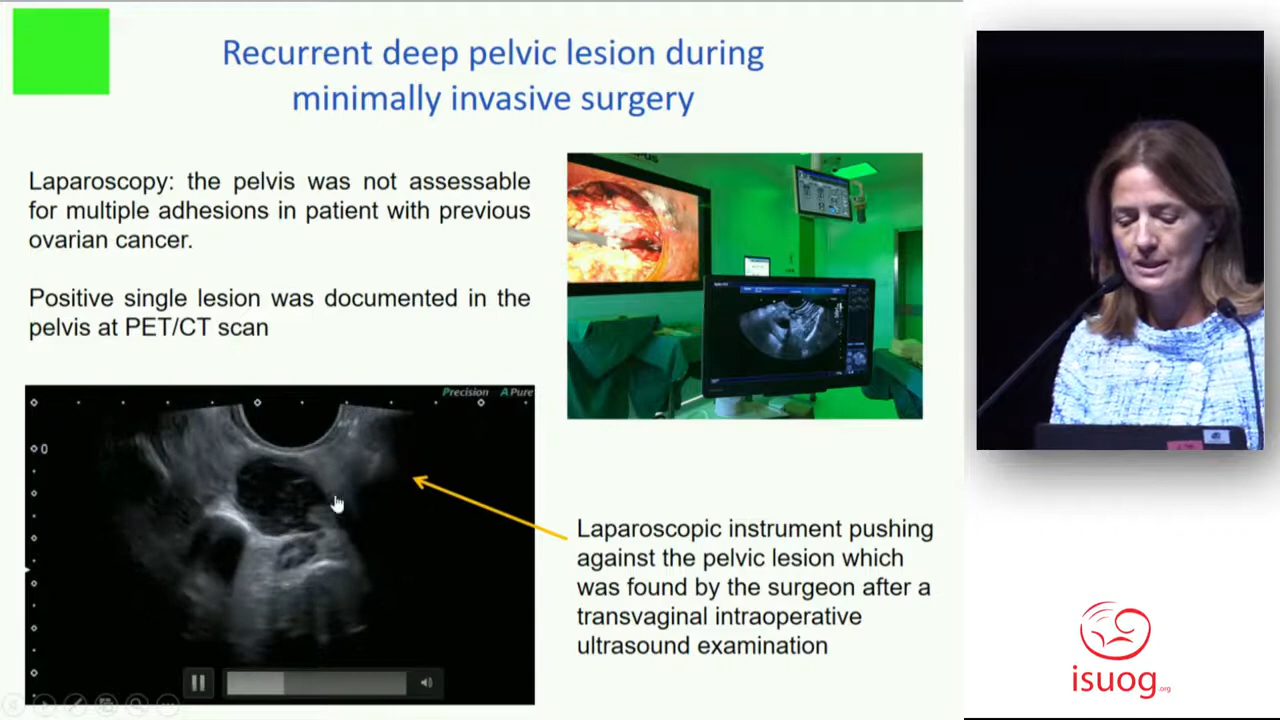 Recurrent deep pelvic lesion during
minimally invasive surgery
Laparoscopy: the pelvis was not assessable
for multiple adhesions in patient with previous
ovarian cancer.
Positive single lesion was documented in the
pelvis at PET/CT scan
Precision A Pure
0
Laparoscopic instrument pushing
against the pelvic lesion which
was found by the surgeon after a
transvaginal intraoperative
ultrasound examination
isuog.org